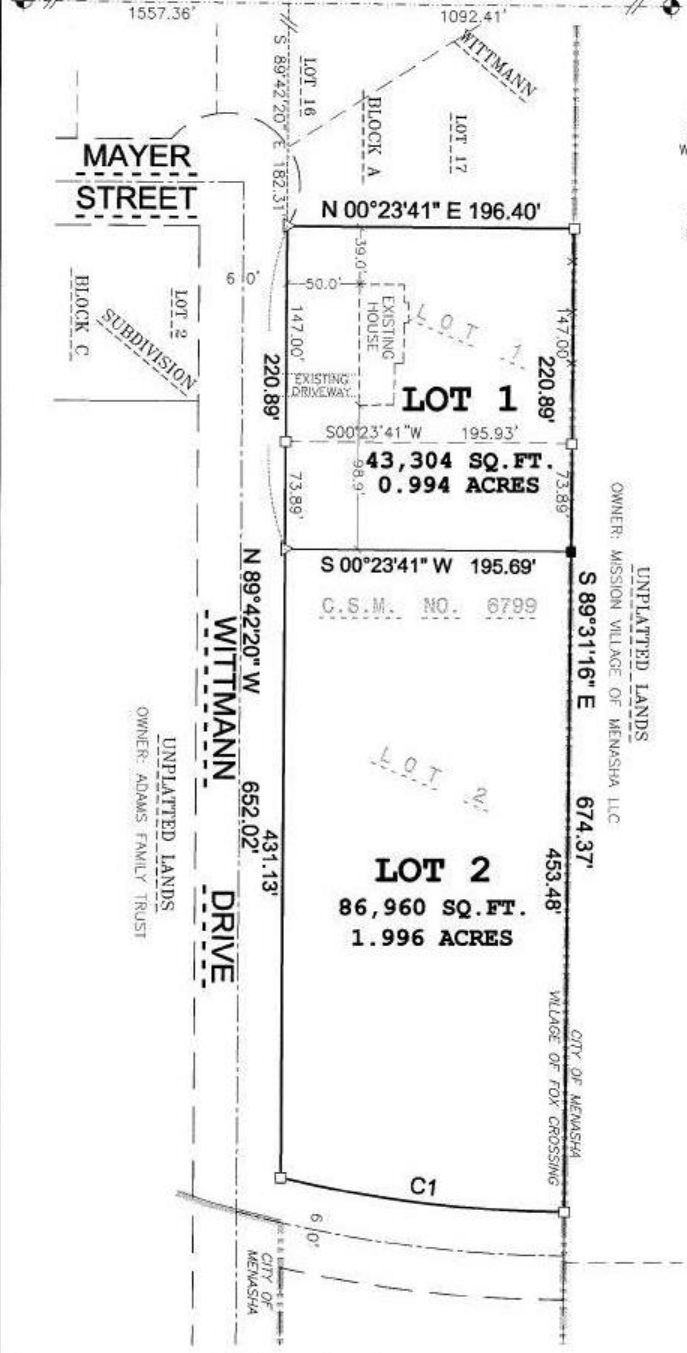 1557.36'
1092.41'
S 89°42'20" E 182.31'
LOT 16
BLOCK A
WITTMANN
LOT 17
MAYER
STREET
N 00°23'41" E 196.40'
LOT 2
BLOCK C
SUBDIVISION
39.0'
50.0'
EXISTING
HOUSE
LOT 1
147.00'
147.00'
220.89'
220.89'
EXISTING
DRIVEWAY
LOT 1
S00°23'41"W 195.93'
43,304 SQ.FT.
0.994 ACRES
98.9'
73.89'
73.89'
S 00°23'41" W 195.69'
C.S.M. NO. 6799
N 89°42'20" W 652.02'
WITTMANN DRIVE
S 89°31'16" E 674.37'
UNPLATTED LANDS
OWNER: MISSION VILLAGE OF MENASHA LLC
UNPLATTED LANDS
OWNER: ADAMS FAMILY TRUST
LOT 2
LOT 2
86,960 SQ.FT.
1.996 ACRES
431.13'
453.48'
CITY OF MENASHA
VILLAGE OF FOX CROSSING
C1
CITY OF
MENASHA